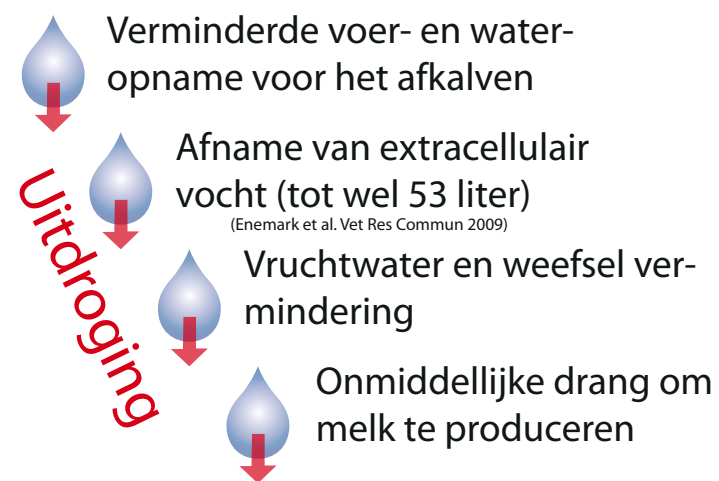 Verminderde voer- en water-
opname voor het afkalven
Afname van extracellulair
vocht (tot wel 53 liter)
(Enemark et al. Vet Res Commun 2009)
Uitdroging
Vruchtwater en weefsel ver-
mindering
Onmiddellijke drang om
melk te produceren